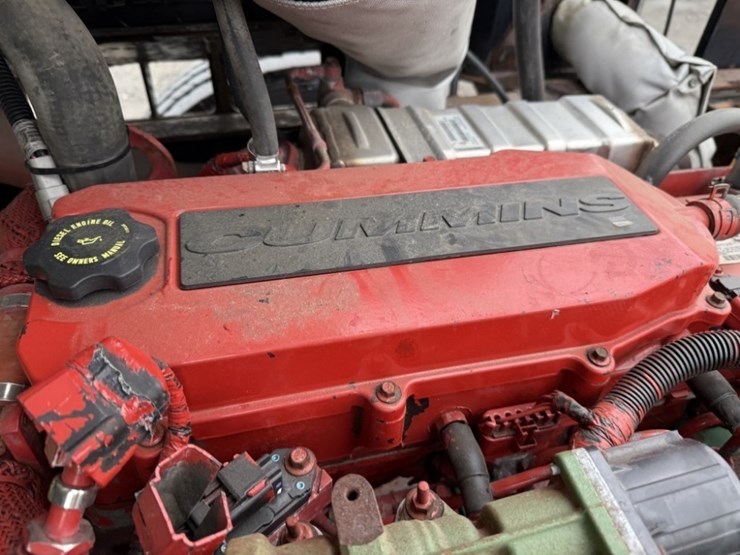 CUMMINS
DIESEL ENGINE OIL
SEE OWNERS MANUAL